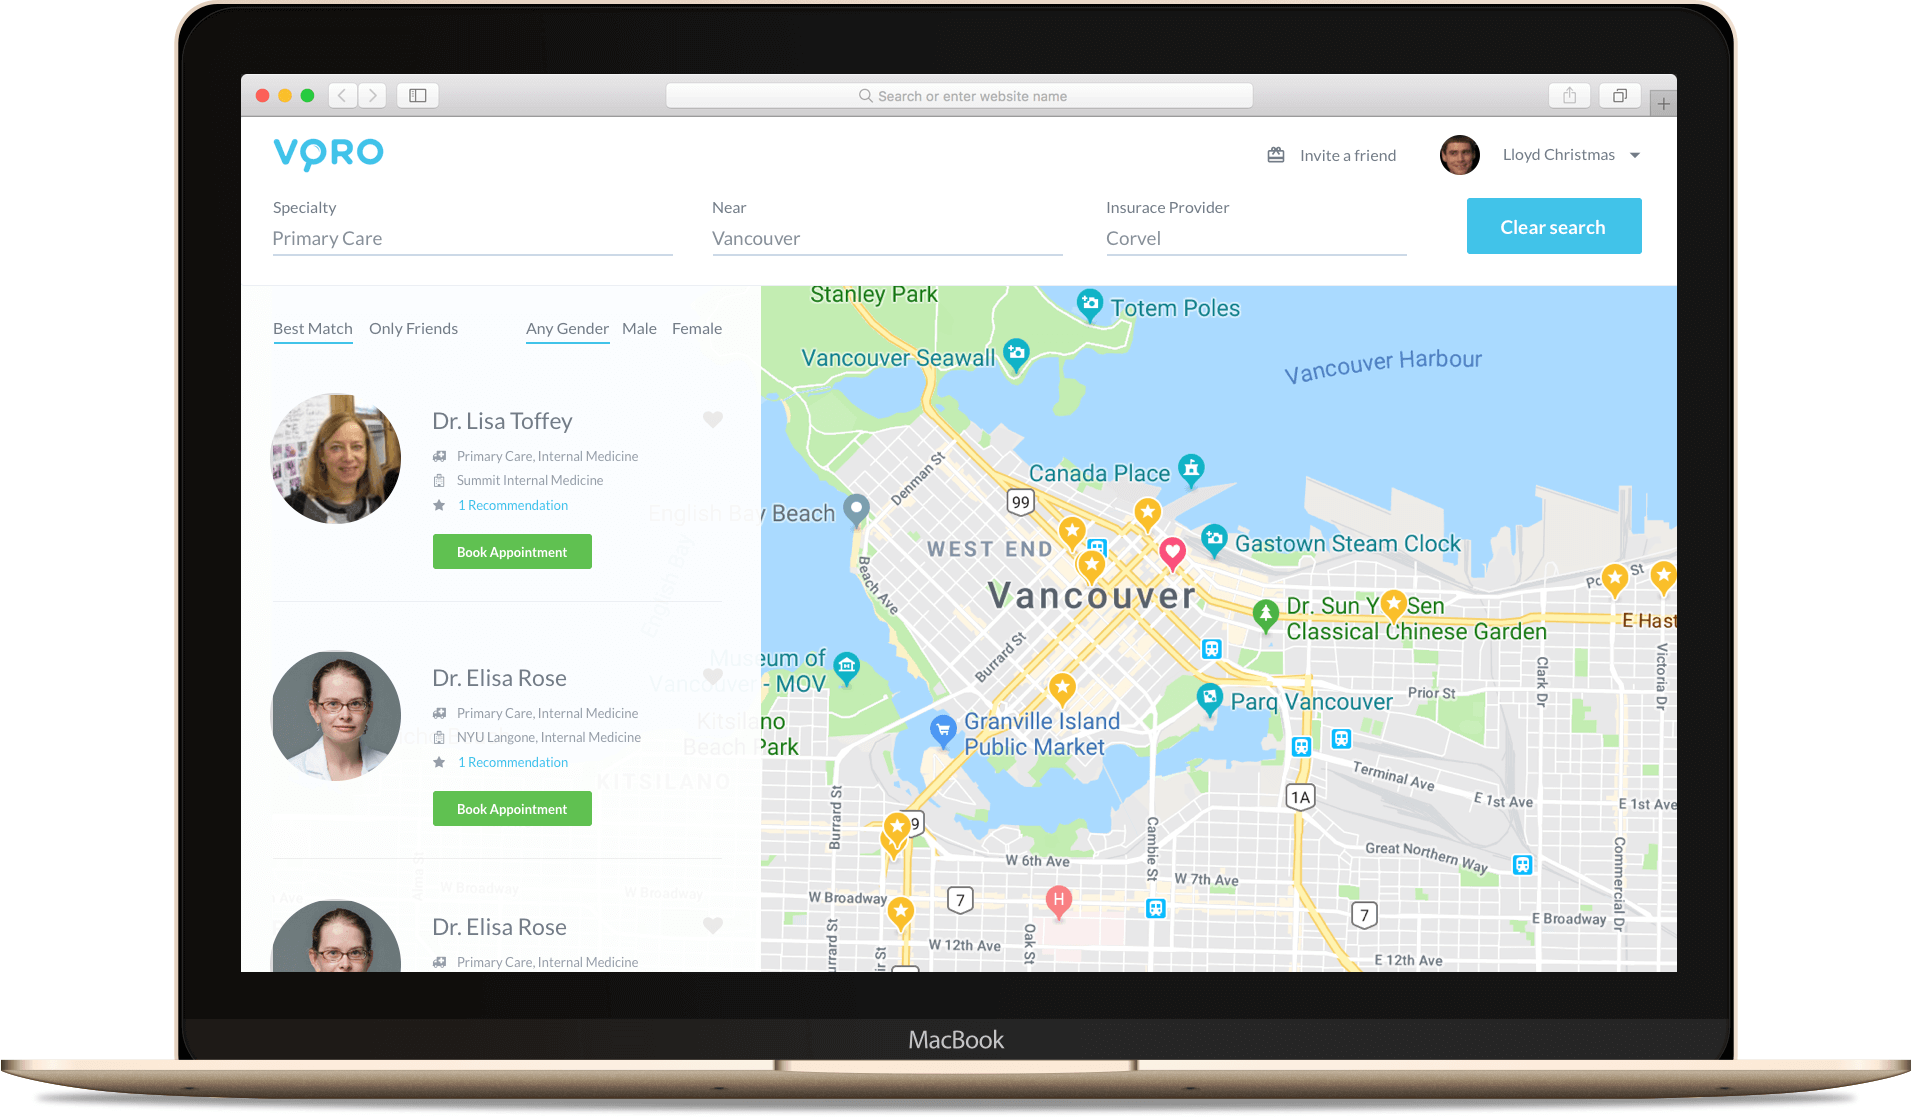 Search or enter website name
VORO
Invite a friend
Lloyd Christmas
Specialty
Near
Insurace Provider
Primary Care
Vancouver
Corvel
Clear search
Best Match
Only Friends
Any Gender
Male
Female
Dr. Lisa Toffey
Primary Care, Internal Medicine
Summit Internal Medicine
1 Recommendation
Book Appointment
Dr. Elisa Rose
Primary Care, Internal Medicine
NYU Langone, Internal Medicine
1 Recommendation
Book Appointment
Dr. Elisa Rose
Primary Care, Internal Medicine
Stanley Park
Totem Poles
Vancouver Seawall
Vancouver Harbour
Denman St
Canada Place
99
English Bay Beach
English Bay
WEST END
Gastown Steam Clock
Beach Ave
Vancouver
St
Dr. Sun Sen
Classical Chinese Garden
E Hast
Burrard St
Museum of
Vancouver - MOV
Clark Dr
Victoria Dr
Prior St
Parq Vancouver
Kitsilano
Beach Park
Granville Island
Public Market
KITSILANO
Terminal Ave
1A
E 1st Ave
E 1st Ave
Burrard St
9
Cambie St
W 6th Ave
Great Northern Way
Commercial Dr
W 7th Ave
W Broadway
W Broadway
W Broadway
7
H
7
E Broadway
Burrard St
W 12th Ave
Oak St
E 12th Ave
MacBook